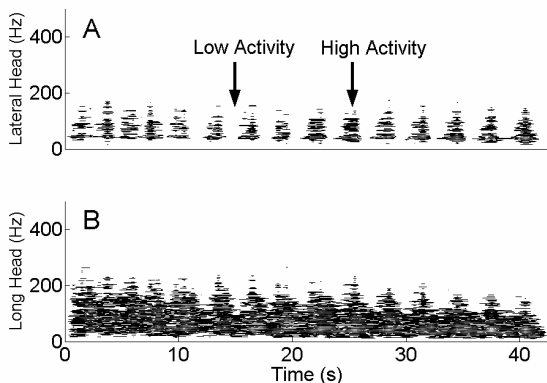 A
Low Activity
High Activity
Lateral Head (Hz)
400
200
0
B
Long Head (Hz)
400
200
0
0
10
20
30
40
Time (s)